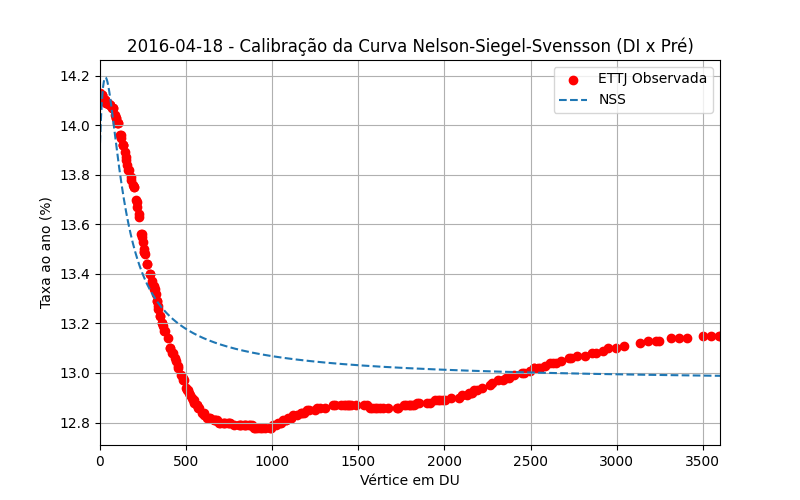 2016-04-18 - Calibração da Curva Nelson-Siegel-Svensson (DI x Pré)
ETTJ Observada
NSS
Taxa ao ano (%)
14.2
14.0
13.8
13.6
13.4
13.2
13.0
12.8
0 500 1000 1500 2000 2500 3000 3500
Vértice em DU